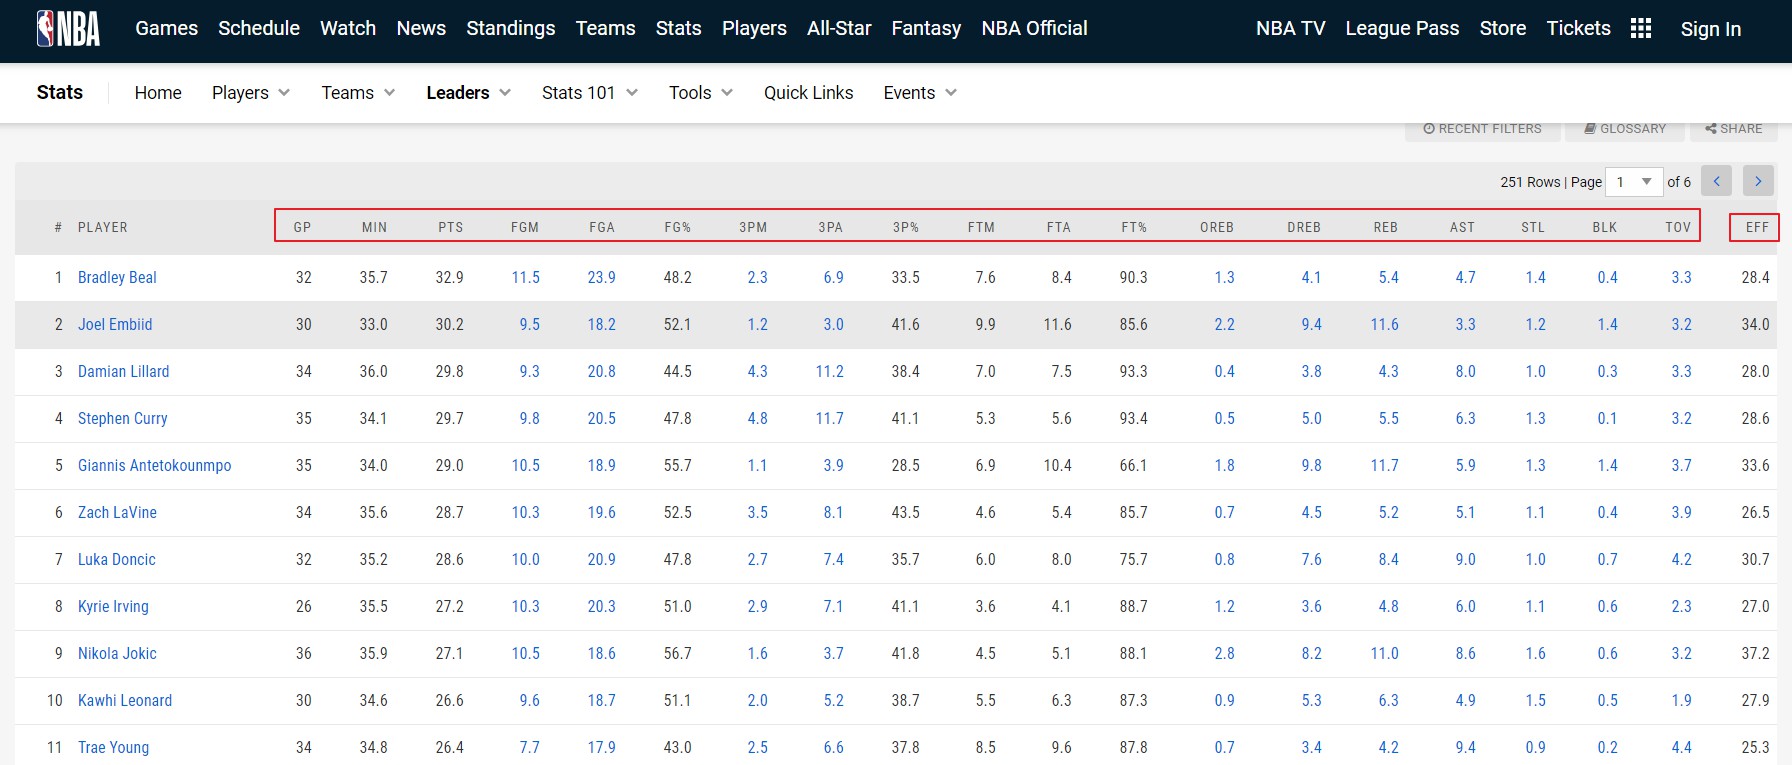 NBA Games Schedule Watch News Standings Teams Stats Players All-Star Fantasy NBA Official NBA TV League Pass Store Tickets Sign In
Stats Home Players Teams Leaders Stats 101 Tools Quick Links Events
RECENT FILTERS GLOSSARY SHARE
251 Rows | Page 1 of 6
# PLAYER GP MIN PTS FGM FGA FG% 3PM 3PA 3P% FTM FTA FT% OREB DREB REB AST STL BLK TOV EFF
1 Bradley Beal 32 35.7 32.9 11.5 23.9 48.2 2.3 6.9 33.5 7.6 8.4 90.3 1.3 4.1 5.4 4.7 1.4 0.4 3.3 28.4
2 Joel Embiid 30 33.0 30.2 9.5 18.2 52.1 1.2 3.0 41.6 9.9 11.6 85.6 2.2 9.4 11.6 3.3 1.2 1.4 3.2 34.0
3 Damian Lillard 34 36.0 29.8 9.3 20.8 44.5 4.3 11.2 38.4 7.0 7.5 93.3 0.4 3.8 4.3 8.0 1.0 0.3 3.3 28.0
4 Stephen Curry 35 34.1 29.7 9.8 20.5 47.8 4.8 11.7 41.1 5.3 5.6 93.4 0.5 5.0 5.5 6.3 1.3 0.1 3.2 28.6
5 Giannis Antetokounmpo 35 34.0 29.0 10.5 18.9 55.7 1.1 3.9 28.5 6.9 10.4 66.1 1.8 9.8 11.7 5.9 1.3 1.4 3.7 33.6
6 Zach LaVine 34 35.6 28.7 10.3 19.6 52.5 3.5 8.1 43.5 4.6 5.4 85.7 0.7 4.5 5.2 5.1 1.1 0.4 3.9 26.5
7 Luka Doncic 32 35.2 28.6 10.0 20.9 47.8 2.7 7.4 35.7 6.0 8.0 75.7 0.8 7.6 8.4 9.0 1.0 0.7 4.2 30.7
8 Kyrie Irving 26 35.5 27.2 10.3 20.3 51.0 2.9 7.1 41.1 3.6 4.1 88.7 1.2 3.6 4.8 6.0 1.1 0.6 2.3 27.0
9 Nikola Jokic 36 35.9 27.1 10.5 18.6 56.7 1.6 3.7 41.8 4.5 5.1 88.1 2.8 8.2 11.0 8.6 1.6 0.6 3.2 37.2
10 Kawhi Leonard 30 34.6 26.6 9.6 18.7 51.1 2.0 5.2 38.7 5.5 6.3 87.3 0.9 5.3 6.3 4.9 1.5 0.5 1.9 27.9
11 Trae Young 34 34.8 26.4 7.7 17.9 43.0 2.5 6.6 37.8 8.5 9.6 87.8 0.7 3.4 4.2 9.4 0.9 0.2 4.4 25.3